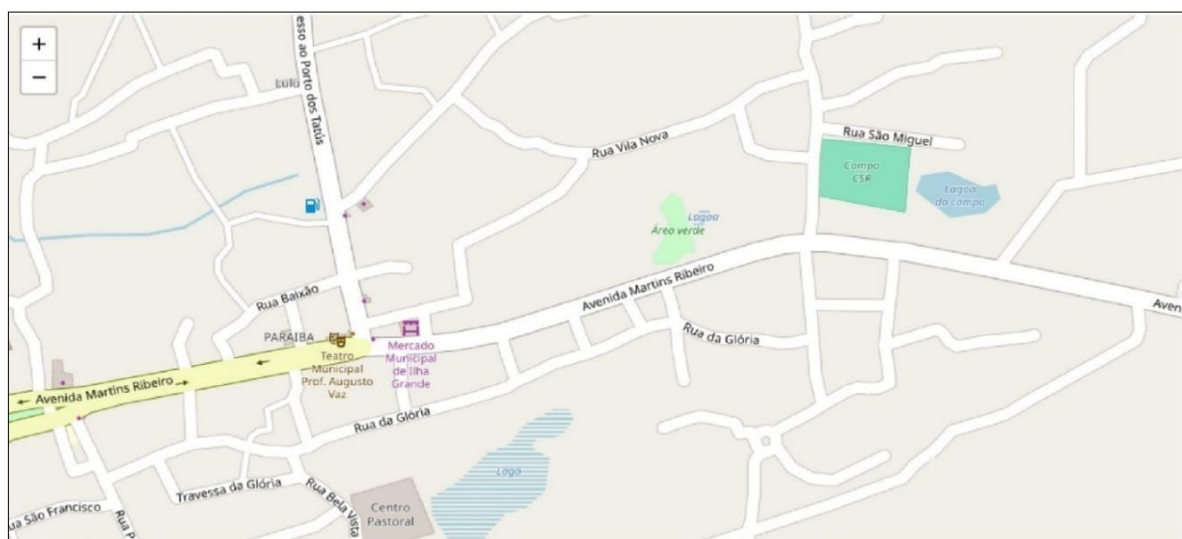 +
−
esso ao Porto dos Tatús
Lulu
Rua Vila Nova
Rua São Miguel
Campo
CSR
Lagoa
do campo
Lagoa
Área verde
Avenida Martins Ribeiro
Aven
Rua Baixão
PARAIBA
Teatro
Municipal
Prof. Augusto
Vaz
Mercado
Municipal
de Ilha
Grande
Rua da Glória
Avenida Martins Ribeiro
Rua da Glória
Lago
Travessa da Glória
Rua Bela Vista
Centro
Pastoral
ua São Francisco
Rua P